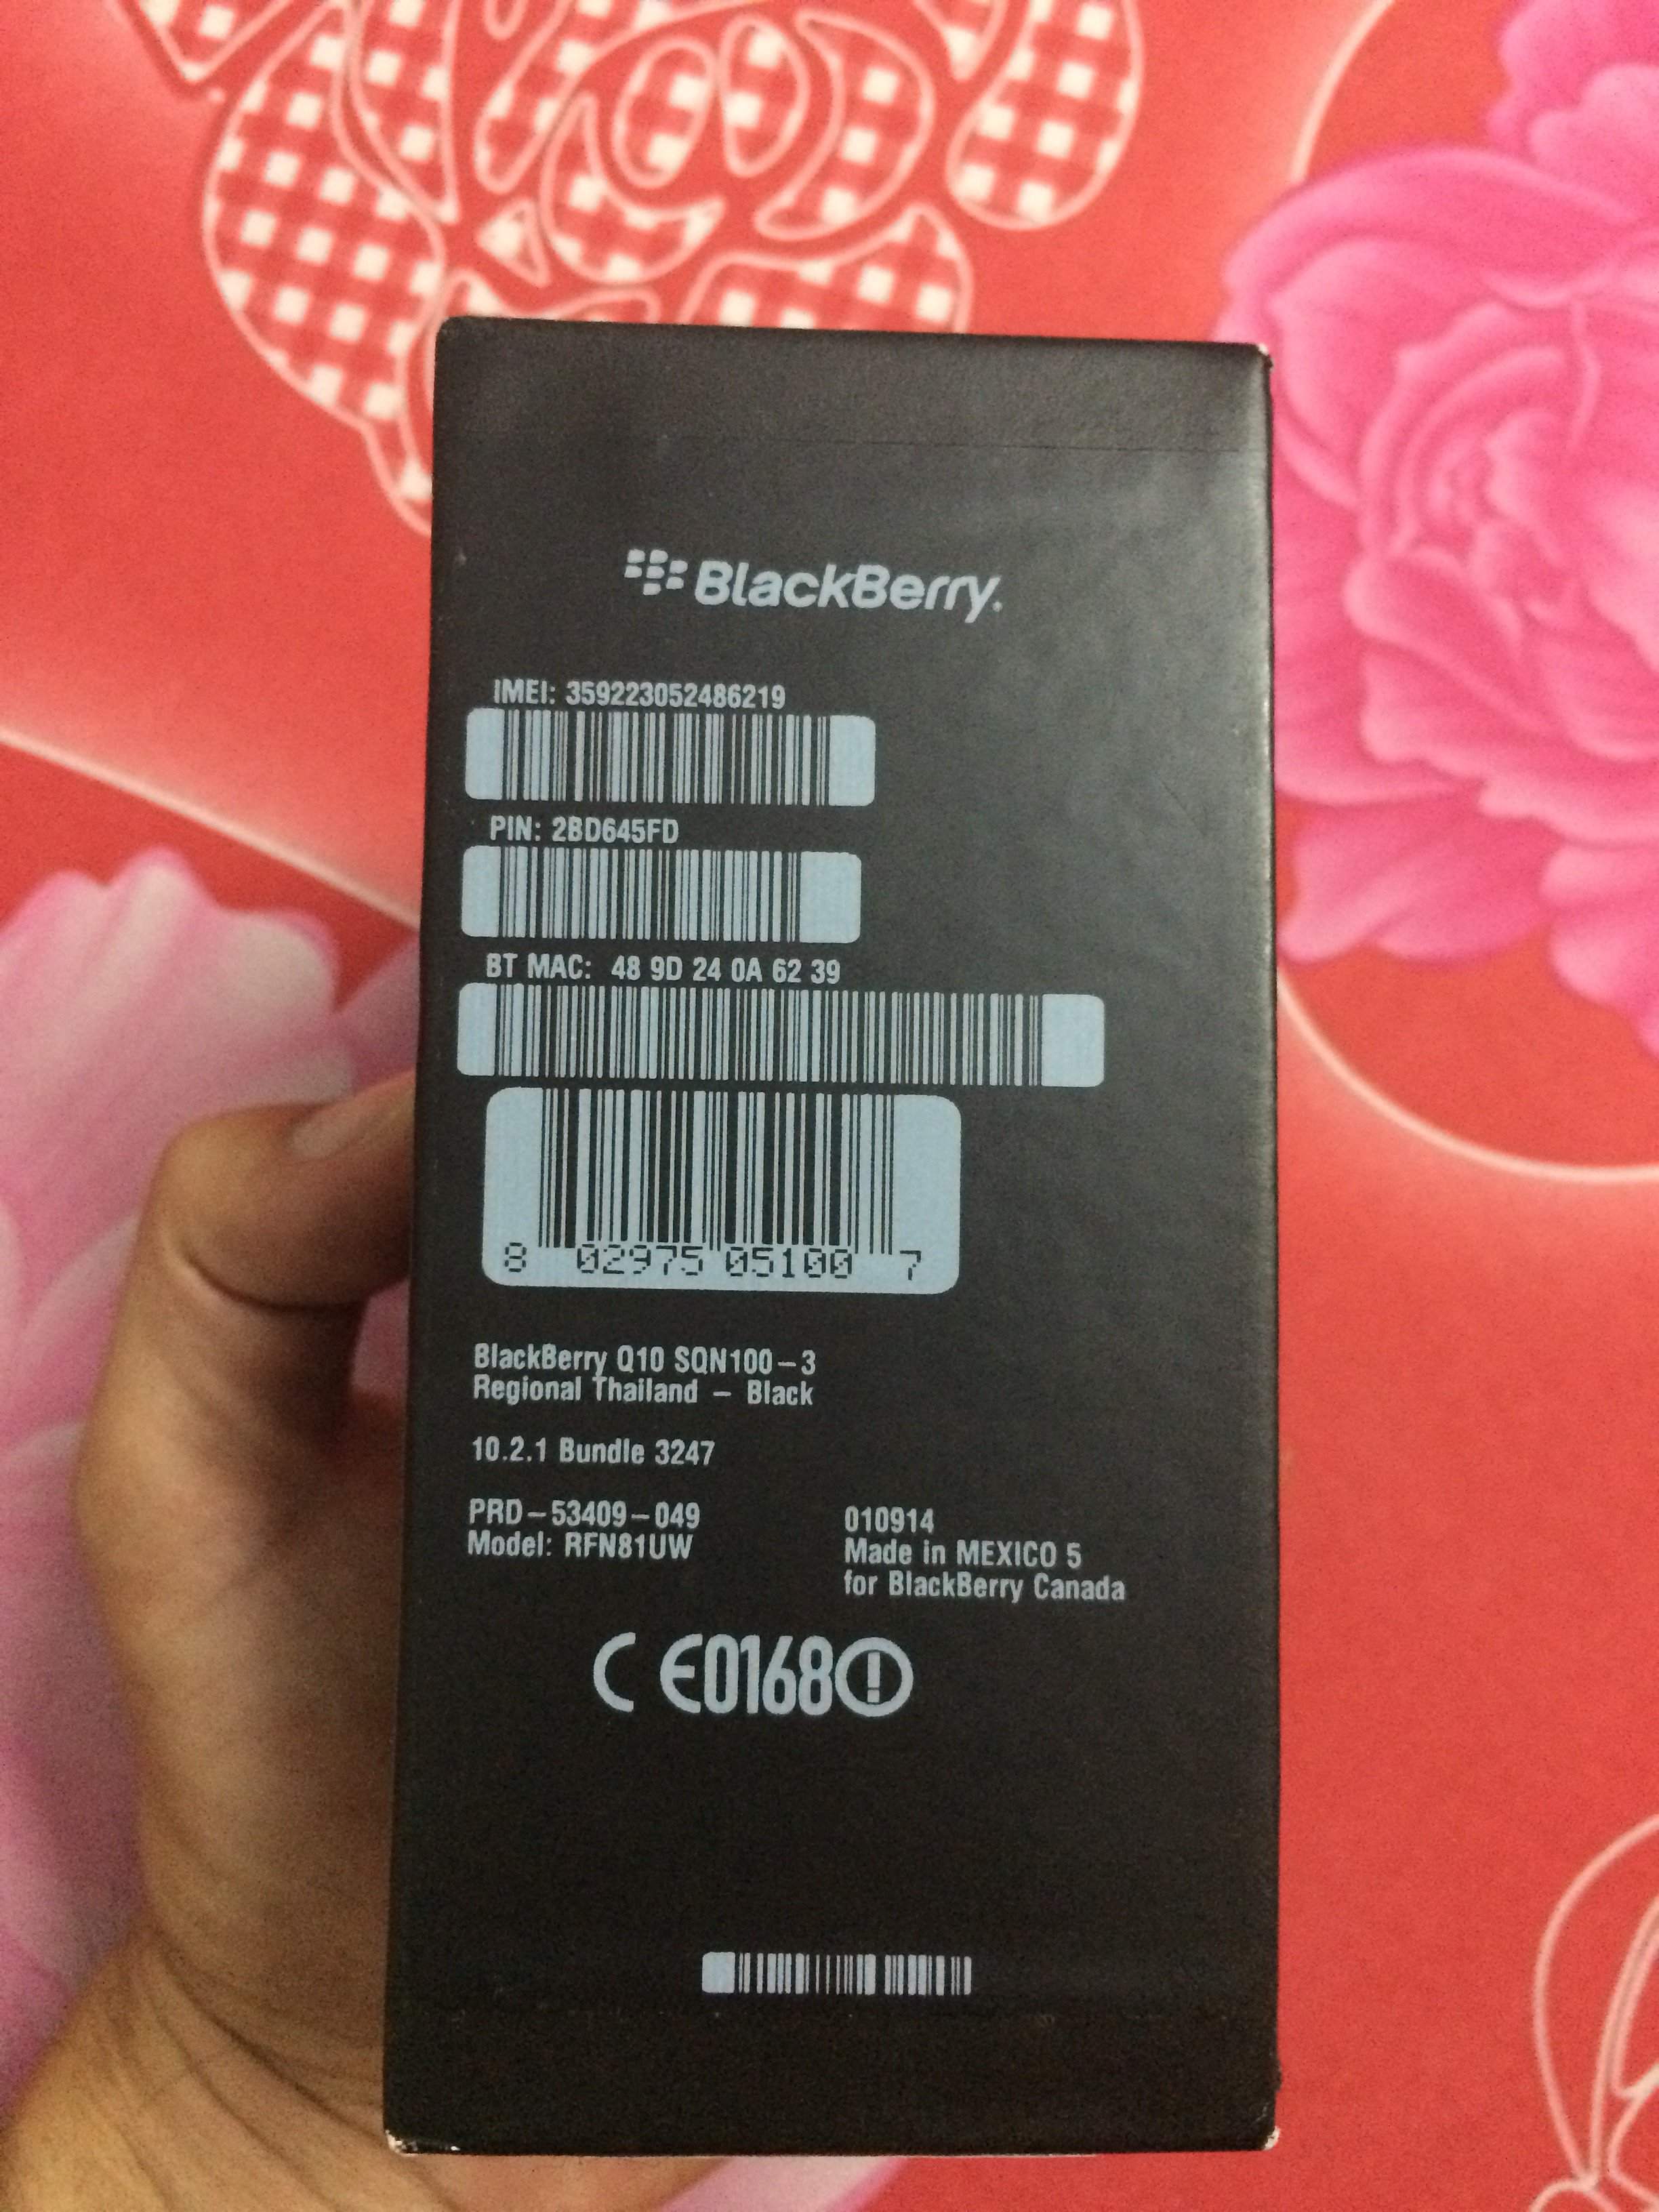 BlackBerry.
IMEI: 359223052486219
PIN: 2BD645FD
BT MAC: 48 9D 24 0A 62 39
8 02975 05100 7
BlackBerry Q10 SQN100-3
Regional Thailand - Black
10.2.1 Bundle 3247
PRD-53409-049
Model: RFN81UW
010914
Made in MEXICO 5
for BlackBerry Canada
CE0168